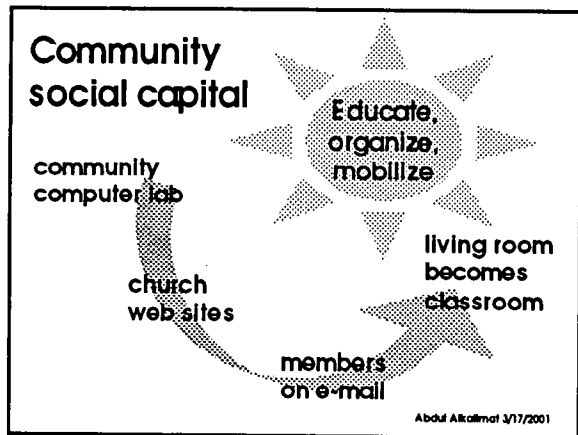 Community
social capital
Educate,
organize,
mobilize
community
computer lab
church
web sites
members
on e-mail
living room
becomes
classroom
Abdul Alkalimat 3/17/2001